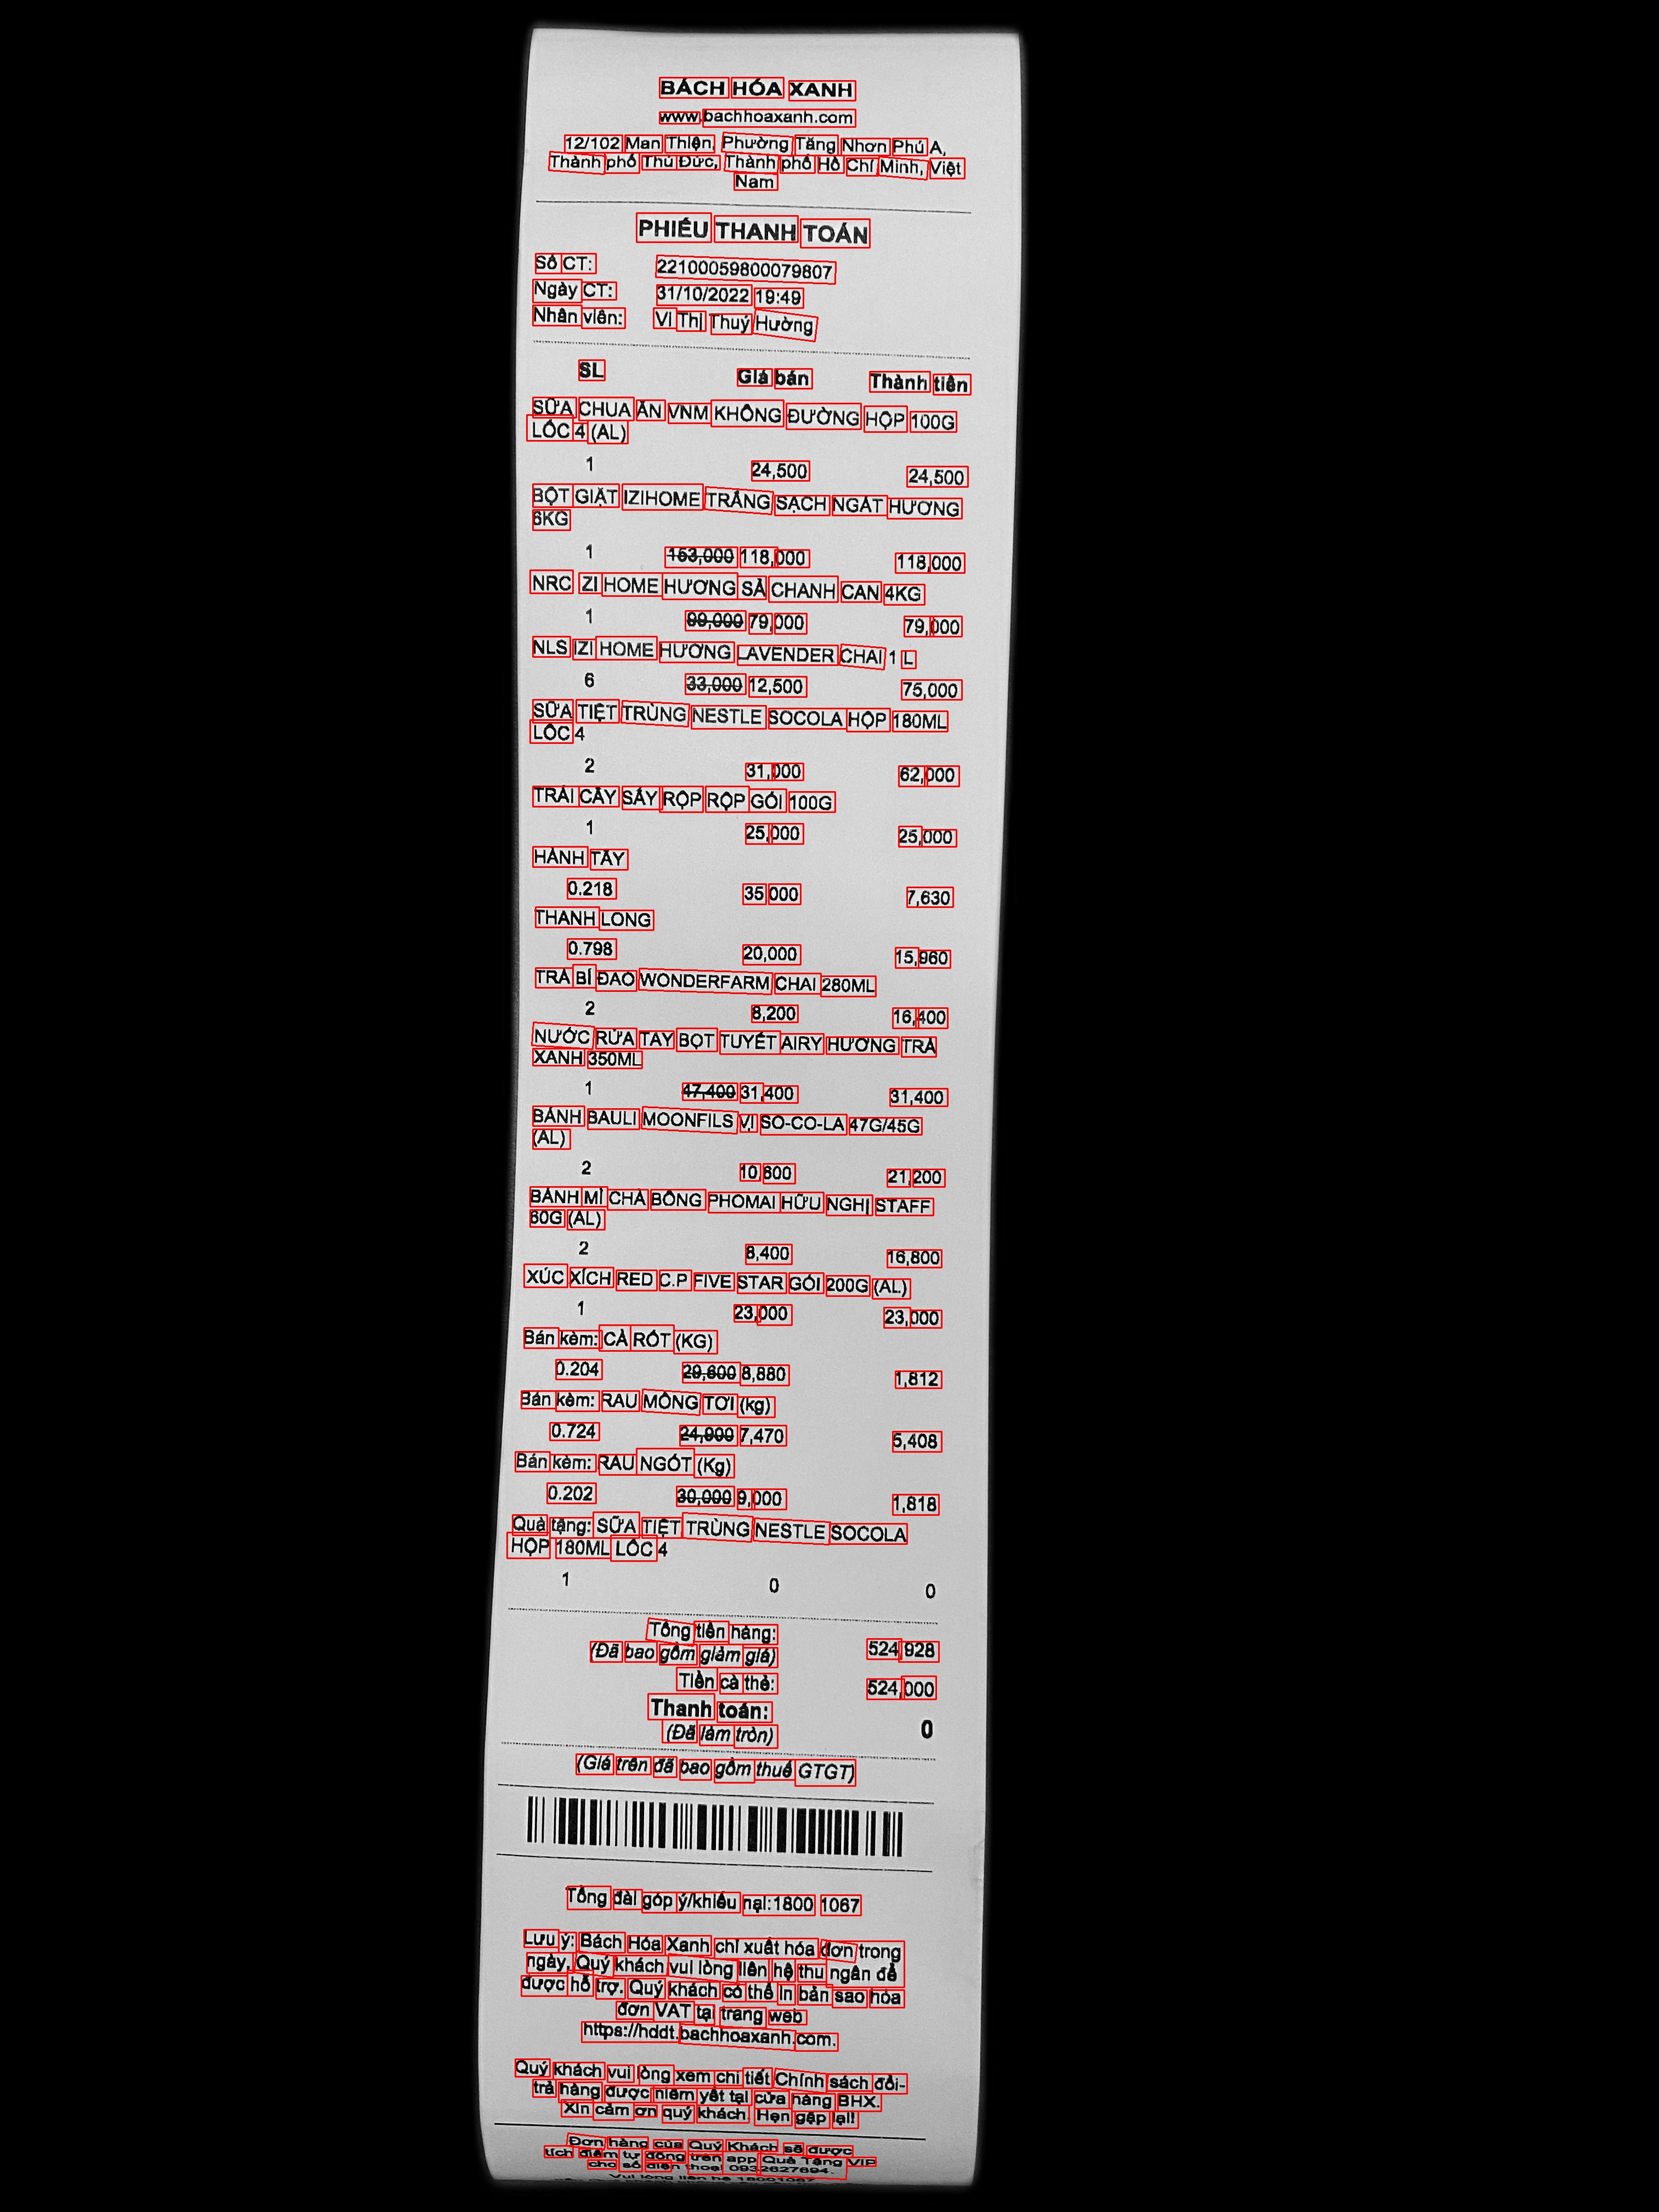 BÁCH HÓA XANH
www.bachhoaxanh.com
12/102 Man Thiện, Phường Tăng Nhơn Phú A,
Thành phố Thủ Đức, Thành phố Hồ Chí Minh, Việt
Nam
PHIẾU THANH TOÁN
Số CT: 22100059800079807
Ngày CT: 31/10/2022 19:49
Nhân viên: Vi Thị Thuý Hường
SL Giá bán Thành tiền
SỮA CHUA ĂN VNM KHÔNG ĐƯỜNG HỘP 100G
LỐC 4 (AL)
1 24,500 24,500
BỘT GIẶT IZIHOME TRẮNG SẠCH NGÁT HƯƠNG
6KG
1 153,000 118,000 118,000
NRC IZI HOME HƯƠNG SẢ CHANH CAN 4KG
1 99,000 79,000 79,000
NLS IZI HOME HƯƠNG LAVENDER CHAI 1 L
6 33,000 12,500 75,000
SỮA TIỆT TRÙNG NESTLE SOCOLA HỘP 180ML
LỐC 4
2 31,000 62,000
TRÁI CÂY SẤY RỘP RỘP GÓI 100G
1 25,000 25,000
HÀNH TÂY
0.218 35,000 7,630
THANH LONG
0.798 20,000 15,960
TRÀ BÍ ĐAO WONDERFARM CHAI 280ML
2 8,200 16,400
NƯỚC RỬA TAY BỌT TUYẾT AIRY HƯƠNG TRÀ
XANH 350ML
1 47,400 31,400 31,400
BÁNH BAULI MOONFILS VỊ SO-CO-LA 47G/45G
(AL)
2 10,600 21,200
BÁNH MÌ CHÀ BÔNG PHOMAI HỮU NGHỊ STAFF
60G (AL)
2 8,400 16,800
XÚC XÍCH RED C.P FIVE STAR GÓI 200G (AL)
1 23,000 23,000
Bán kèm: CÀ RỐT (KG)
0.204 29,600 8,880 1,812
Bán kèm: RAU MỒNG TƠI (kg)
0.724 24,900 7,470 5,408
Bán kèm: RAU NGÓT (Kg)
0.202 30,000 9,000 1,818
Quà tặng: SỮA TIỆT TRÙNG NESTLE SOCOLA
HỘP 180ML LỐC 4
1 0 0
Tổng tiền hàng: 524,928
(Đã bao gồm giảm giá)
Tiền cà thẻ: 524,000
Thanh toán: 0
(Đã làm tròn)
(Giá trên đã bao gồm thuế GTGT)
Tổng đài góp ý/khiếu nại:1800 1067
Lưu ý: Bách Hóa Xanh chỉ xuất hóa đơn trong
ngày, Quý khách vui lòng liên hệ thu ngân để
được hỗ trợ. Quý khách có thể in bản sao hóa
đơn VAT tại trang web
https://hddt.bachhoaxanh.com.
Quý khách vui lòng xem chi tiết Chính sách đổi-
trả hàng được niêm yết tại cửa hàng BHX.
Xin cảm ơn quý khách. Hẹn gặp lại!
Đơn hàng của Quý Khách sẽ được
tích điểm tự động trên app Quà Tặng VIP
cho số điện thoại 0932627694.
Vui lòng liên hệ 18001067